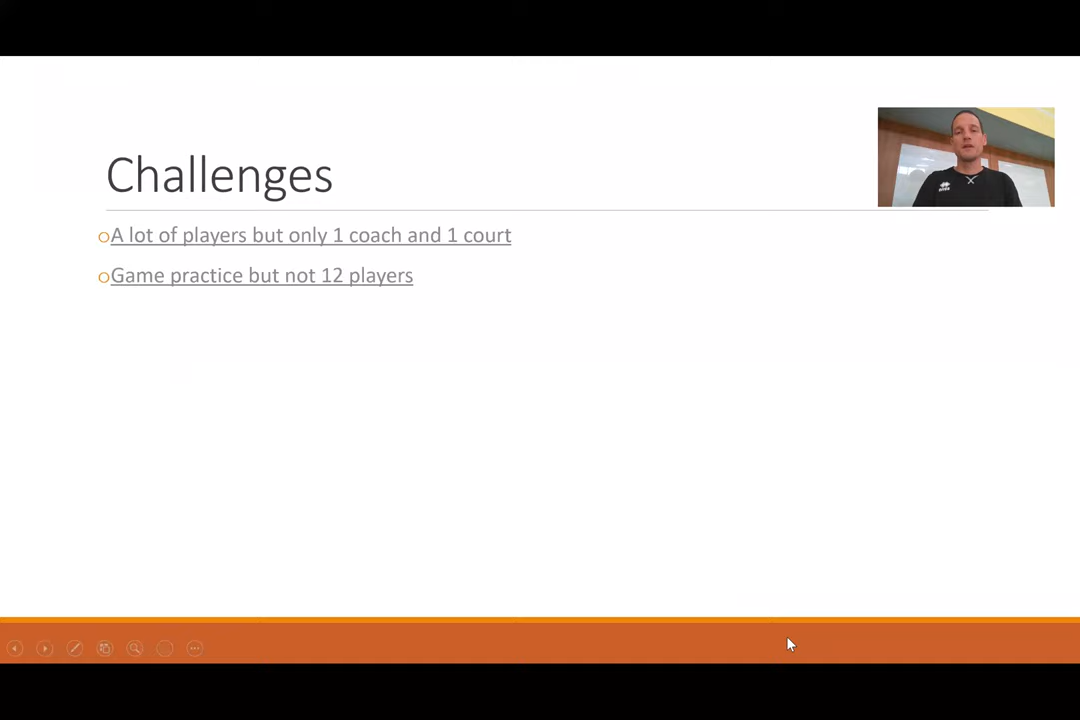 Challenges
A lot of players but only 1 coach and 1 court
Game practice but not 12 players